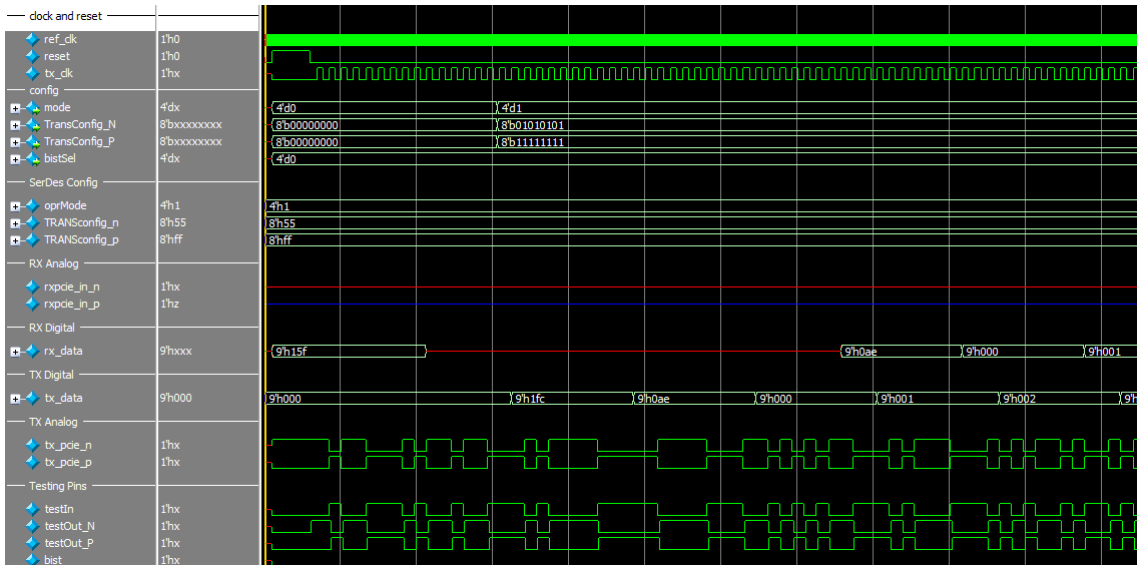 clock and reset
ref_clk 1'h0
reset 1'h0
tx_clk 1'hx
config
mode 4'dx 4'd0 4'd1
TransConfig_N 8'bxxxxxxxx 8'b00000000 8'b01010101
TransConfig_P 8'bxxxxxxxx 8'b00000000 8'b11111111
bistSel 4'dx 4'd0
SerDes Config
oprMode 4'h1 4'h1
TRANSconfig_n 8'h55 8'h55
TRANSconfig_p 8'hff 8'hff
RX Analog
rxpcie_in_n 1'hx
rxpcie_in_p 1'hz
RX Digital
rx_data 9'hxxx 9'h15f 9'h0ae 9'h000 9'h001
TX Digital
tx_data 9'h000 9'h000 9'h1fc 9'h0ae 9'h000 9'h001 9'h002 9'h
TX Analog
tx_pcie_n 1'hx
tx_pcie_p 1'hx
Testing Pins
testIn 1'hx
testOut_N 1'hx
testOut_P 1'hx
bist 1'hx